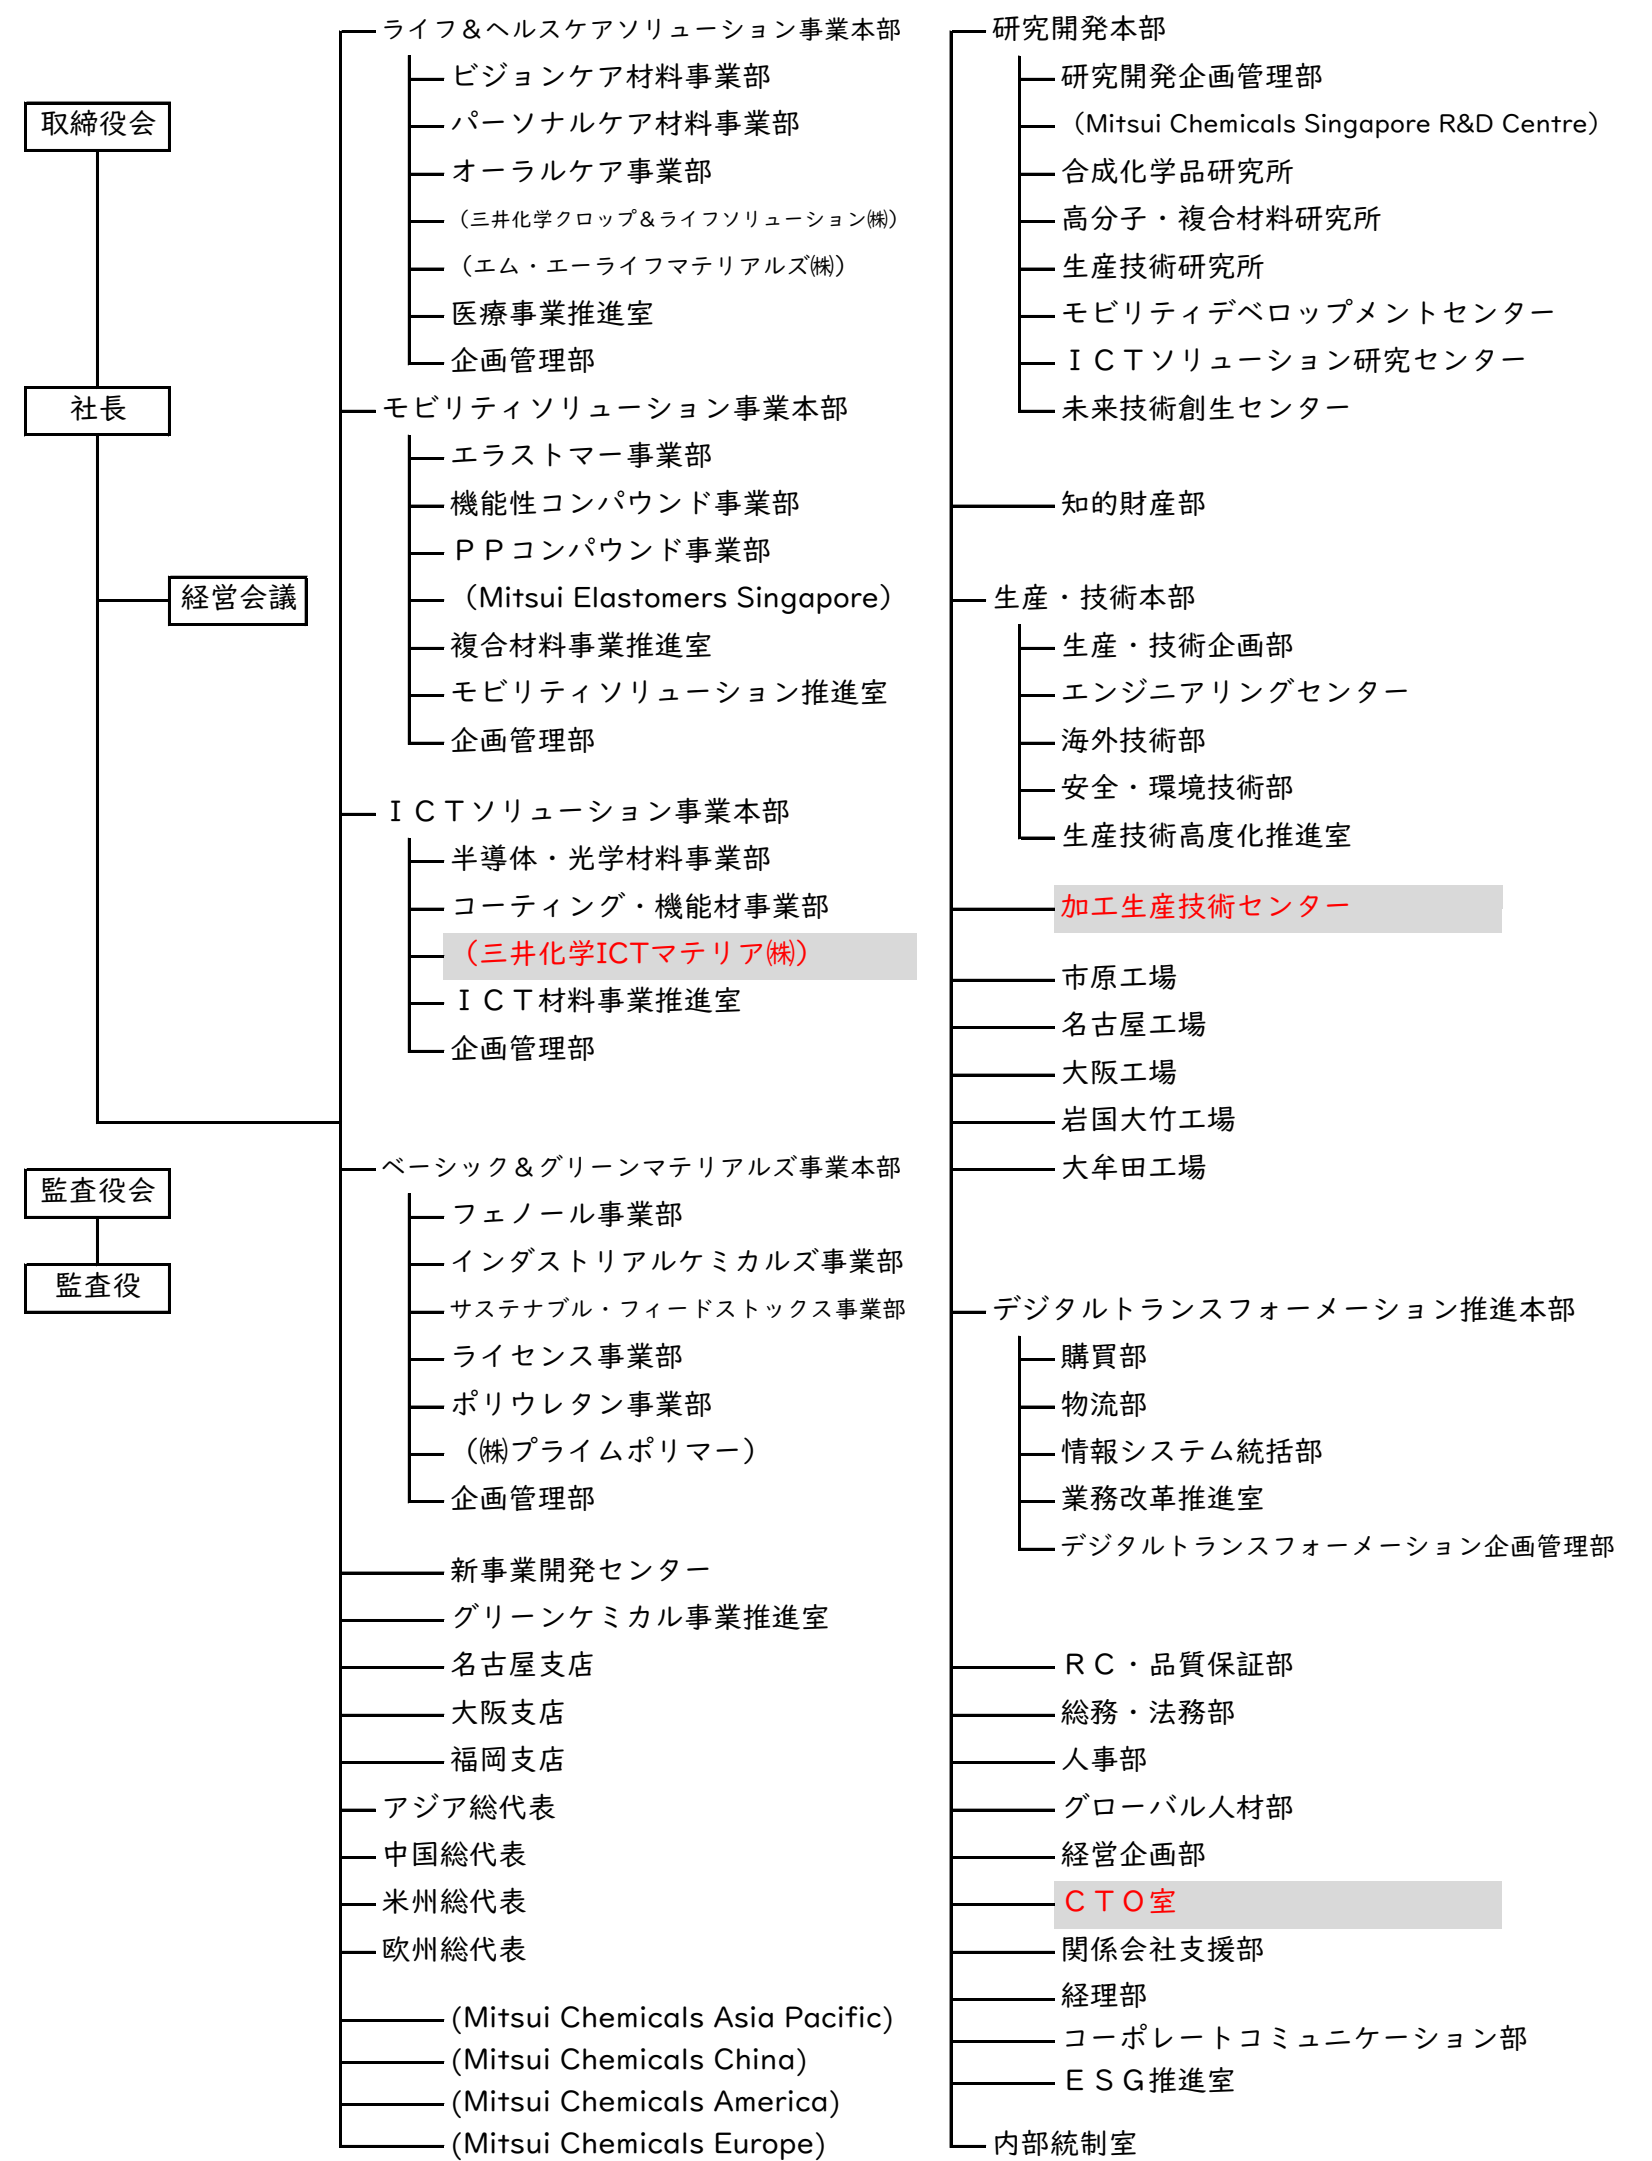 取締役会
社長
経営会議
監査役会
監査役
ライフ＆ヘルスケアソリューション事業本部
ビジョンケア材料事業部
パーソナルケア材料事業部
オーラルケア事業部
（三井化学クロップ＆ライフソリューション㈱）
（エム・エーライフマテリアルズ㈱）
医療事業推進室
企画管理部
モビリティソリューション事業本部
エラストマー事業部
機能性コンパウンド事業部
ＰＰコンパウンド事業部
（Mitsui Elastomers Singapore）
複合材料事業推進室
モビリティソリューション推進室
企画管理部
ＩＣＴソリューション事業本部
半導体・光学材料事業部
コーティング・機能材事業部
（三井化学ICTマテリア㈱）
ＩＣＴ材料事業推進室
企画管理部
ベーシック＆グリーンマテリアルズ事業本部
フェノール事業部
インダストリアルケミカルズ事業部
サステナブル・フィードストックス事業部
ライセンス事業部
ポリウレタン事業部
（㈱プライムポリマー）
企画管理部
新事業開発センター
グリーンケミカル事業推進室
名古屋支店
大阪支店
福岡支店
アジア総代表
中国総代表
米州総代表
欧州総代表
(Mitsui Chemicals Asia Pacific)
(Mitsui Chemicals China)
(Mitsui Chemicals America)
(Mitsui Chemicals Europe)
研究開発本部
研究開発企画管理部
（Mitsui Chemicals Singapore R&D Centre）
合成化学品研究所
高分子・複合材料研究所
生産技術研究所
モビリティデベロップメントセンター
ＩＣＴソリューション研究センター
未来技術創生センター
知的財産部
生産・技術本部
生産・技術企画部
エンジニアリングセンター
海外技術部
安全・環境技術部
生産技術高度化推進室
加工生産技術センター
市原工場
名古屋工場
大阪工場
岩国大竹工場
大牟田工場
デジタルトランスフォーメーション推進本部
購買部
物流部
情報システム統括部
業務改革推進室
デジタルトランスフォーメーション企画管理部
ＲＣ・品質保証部
総務・法務部
人事部
グローバル人材部
経営企画部
ＣＴＯ室
関係会社支援部
経理部
コーポレートコミュニケーション部
ＥＳＧ推進室
内部統制室